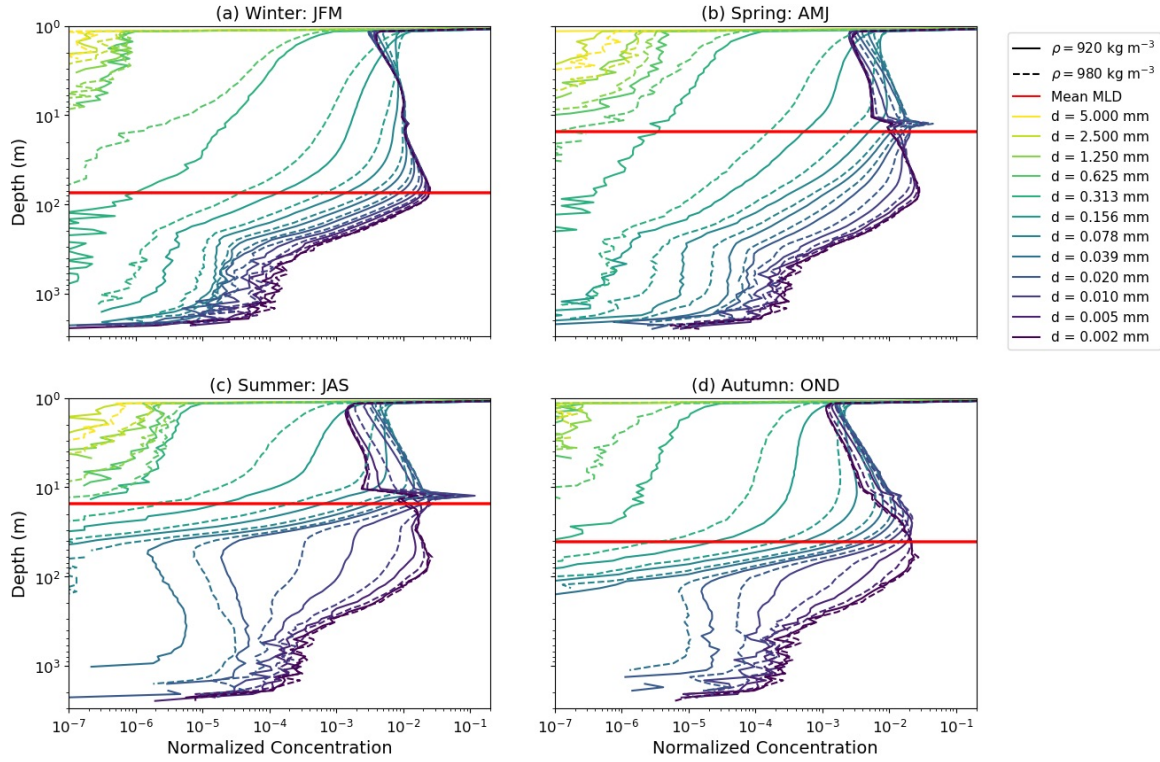 (a) Winter: JFM
(b) Spring: AMJ
Depth (m)
10⁰
10¹
10²
10³
10⁰
10¹
10²
10³
ρ = 920 kg m⁻³
ρ = 980 kg m⁻³
Mean MLD
d = 5.000 mm
d = 2.500 mm
d = 1.250 mm
d = 0.625 mm
d = 0.313 mm
d = 0.156 mm
d = 0.078 mm
d = 0.039 mm
d = 0.020 mm
d = 0.010 mm
d = 0.005 mm
d = 0.002 mm
(c) Summer: JAS
(d) Autumn: OND
Depth (m)
10⁰
10¹
10²
10³
10⁰
10¹
10²
10³
10⁻⁷ 10⁻⁶ 10⁻⁵ 10⁻⁴ 10⁻³ 10⁻² 10⁻¹
10⁻⁷ 10⁻⁶ 10⁻⁵ 10⁻⁴ 10⁻³ 10⁻² 10⁻¹
Normalized Concentration
Normalized Concentration